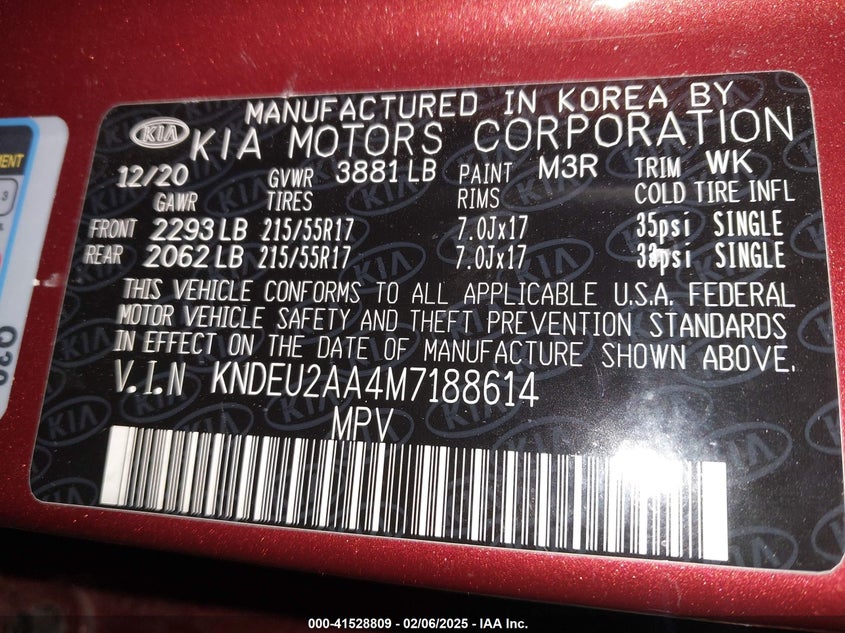 MANUFACTURED IN KOREA BY
KIA KIA MOTORS CORPORATION
12/20 GVWR 3881 LB PAINT M3R TRIM WK
GAWR TIRES RIMS COLD TIRE INFL
FRONT 2293 LB 215/55R17 7.0Jx17 35psi SINGLE
REAR 2062 LB 215/55R17 7.0Jx17 SINGLE
THIS VEHICLE CONFORMS TO ALL APPLICABLE U.S.A. FEDERAL
MOTOR VEHICLE SAFETY AND THEFT PREVENTION STANDARDS
IN EFFECT ON THE DATE OF MANUFACTURE SHOWN ABOVE.
V.I.N KNDEU2AA4M7188614
MPV
000-41528809 - 02/06/2025 - IAA Inc.